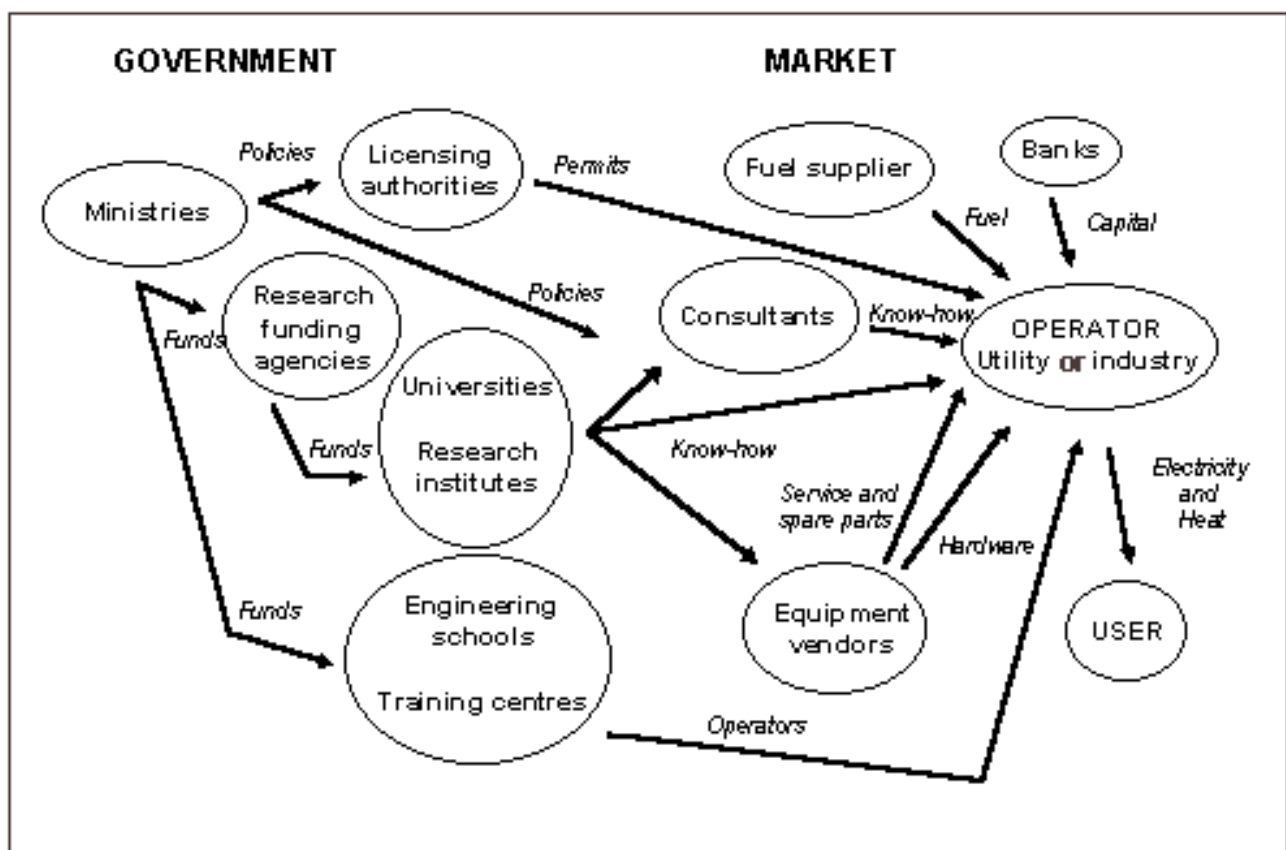 GOVERNMENT
MARKET
Policies
Licensing
authorities
Permits
Fuel supplier
Banks
Ministries
Fuel
Capital
Research
funding
agencies
Funds
Policies
Consultants
Know-how
OPERATOR
Utility or industry
Universities
Research
institutes
Funds
Know-how
Service and
spare parts
Hardware
Electricity
and
Heat
Engineering
schools
Training centres
Funds
Equipment
vendors
USER
Operators